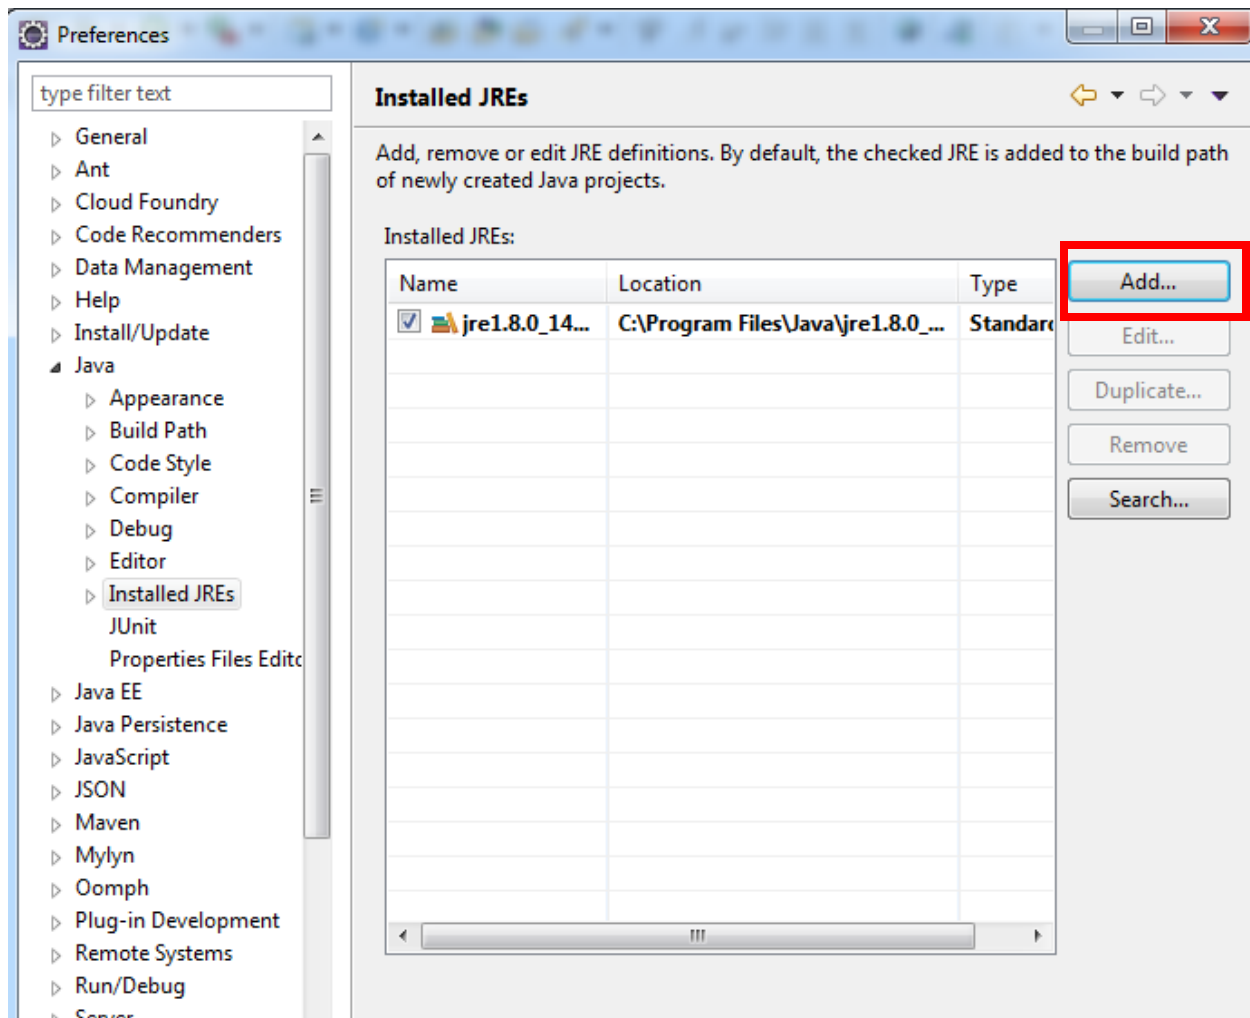 Preferences
type filter text
General
Ant
Cloud Foundry
Code Recommenders
Data Management
Help
Install/Update
Java
Appearance
Build Path
Code Style
Compiler
Debug
Editor
Installed JREs
JUnit
Properties Files Edito
Java EE
Java Persistence
JavaScript
JSON
Maven
Mylyn
Oomph
Plug-in Development
Remote Systems
Run/Debug
Server
Installed JREs
Add, remove or edit JRE definitions. By default, the checked JRE is added to the build path
of newly created Java projects.
Installed JREs:
Name Location Type
jre1.8.0_14... C:\Program Files\Java\jre1.8.0_... Standard
Add...
Edit...
Duplicate...
Remove
Search...